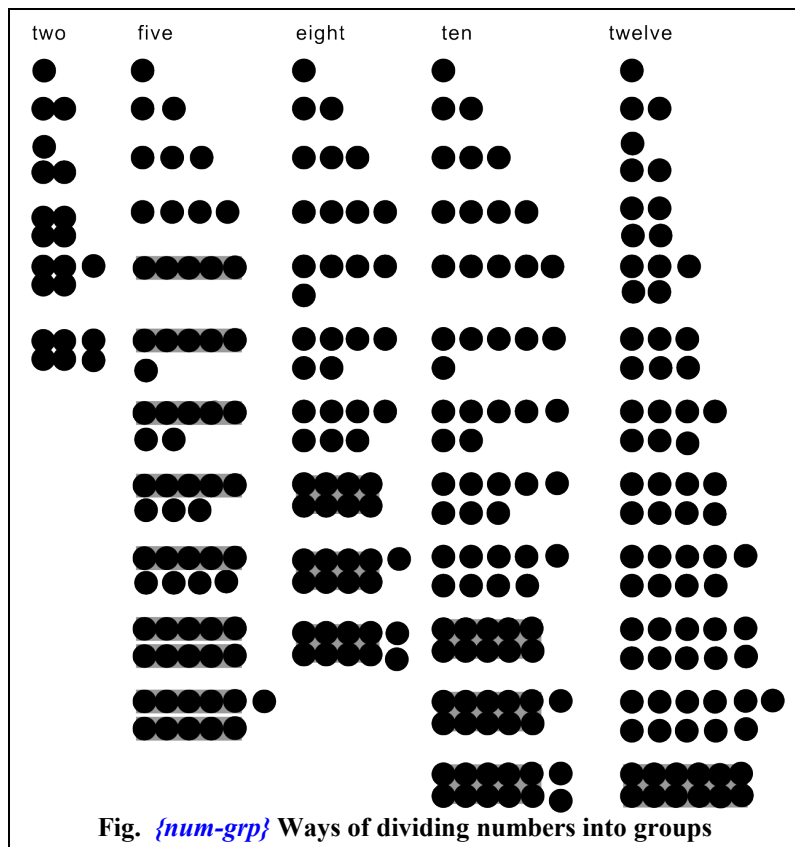 two five eight ten twelve
Fig. {num-grp} Ways of dividing numbers into groups